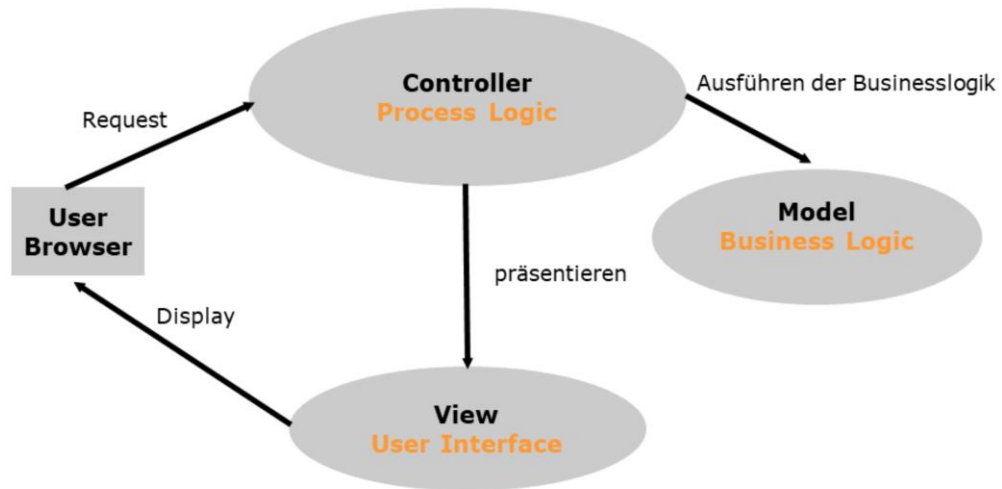 Controller
Process Logic
Ausführen der Businesslogik
Request
User
Browser
Model
Business Logic
präsentieren
Display
View
User Interface